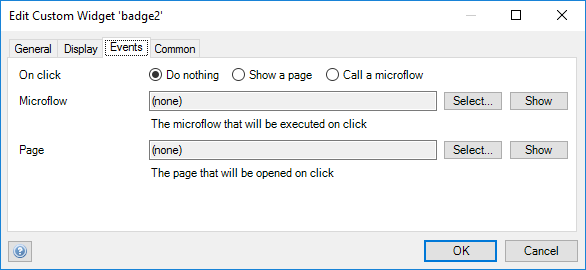 Edit Custom Widget 'badge2'
General Display Events Common
On click Do nothing Show a page Call a microflow
Microflow (none) Select... Show
The microflow that will be executed on click
Page (none) Select... Show
The page that will be opened on click
? OK Cancel